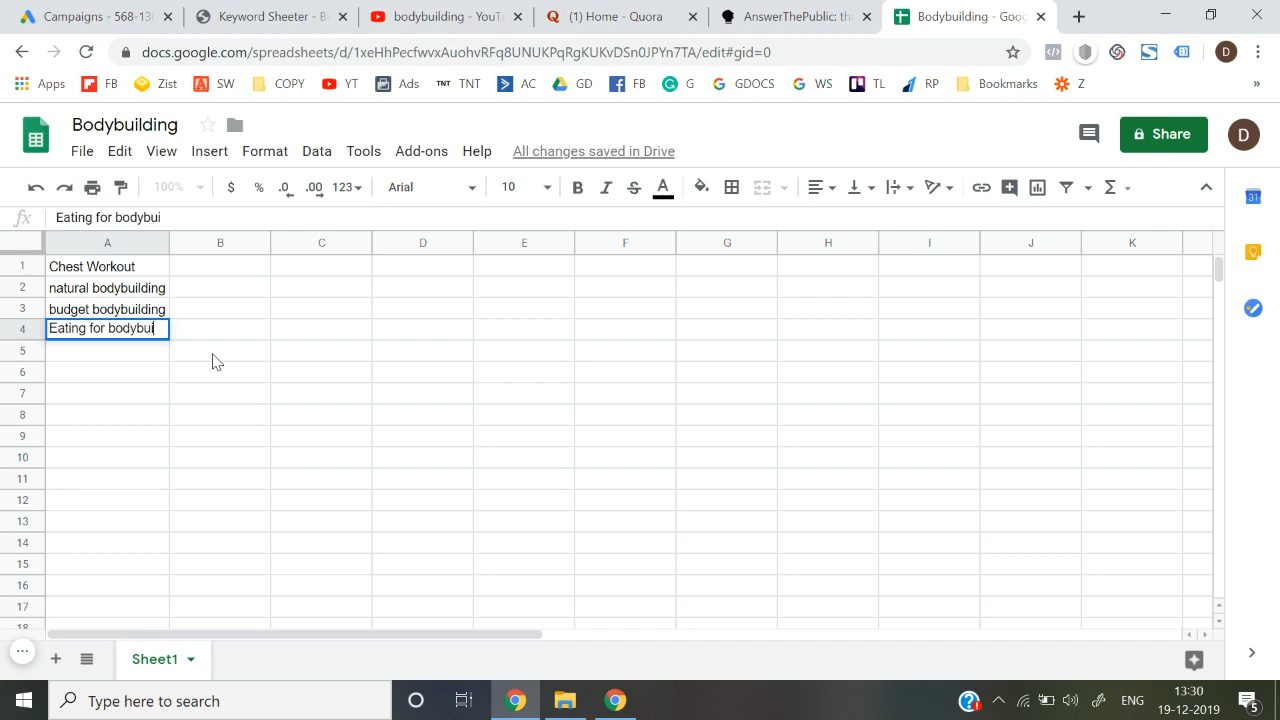 Campaigns - 568-13
Keyword Sheeter - B
bodybuilding - YouT
(1) Home - Quora
AnswerThePublic: th
Bodybuilding - Goo
docs.google.com/spreadsheets/d/1xeHhPecfwvxAuohvRFq8UNUKPqRgKUKvDSn0JPYn7TA/edit#gid=0
D
Apps FB Zist SW COPY YT Ads TNT TNT AC GD FB G GDOCS WS TL RP Bookmarks Z »
Bodybuilding
Share
D
File Edit View Insert Format Data Tools Add-ons Help All changes saved in Drive
100% $ % .0 .00 123 Arial 10 B I S A Σ
fx Eating for bodybui
31
A B C D E F G H I J K
1 Chest Workout
2 natural bodybuilding
3 budget bodybuilding
4 Eating for bodybui
5
6
7
8
9
10
11
12
13
14
15
16
17
18
Sheet1
Type here to search
ENG
13:30
19-12-2019
5